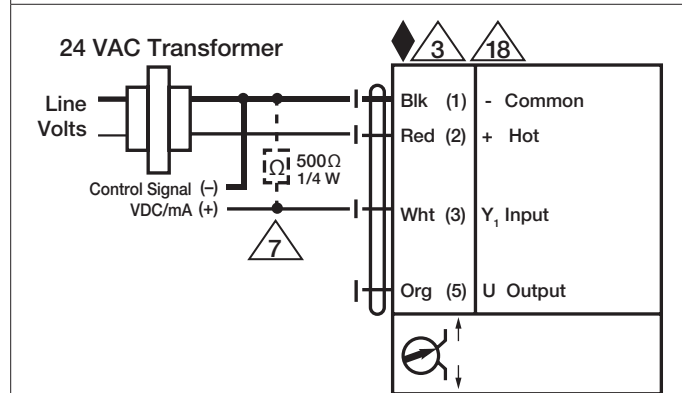 24 VAC Transformer
3
18
Line
Volts
Blk (1) - Common
Red (2) + Hot
Ω
500Ω
1/4 W
Control Signal (–)
VDC/mA (+)
Wht (3) Y₁ Input
7
Org (5) U Output